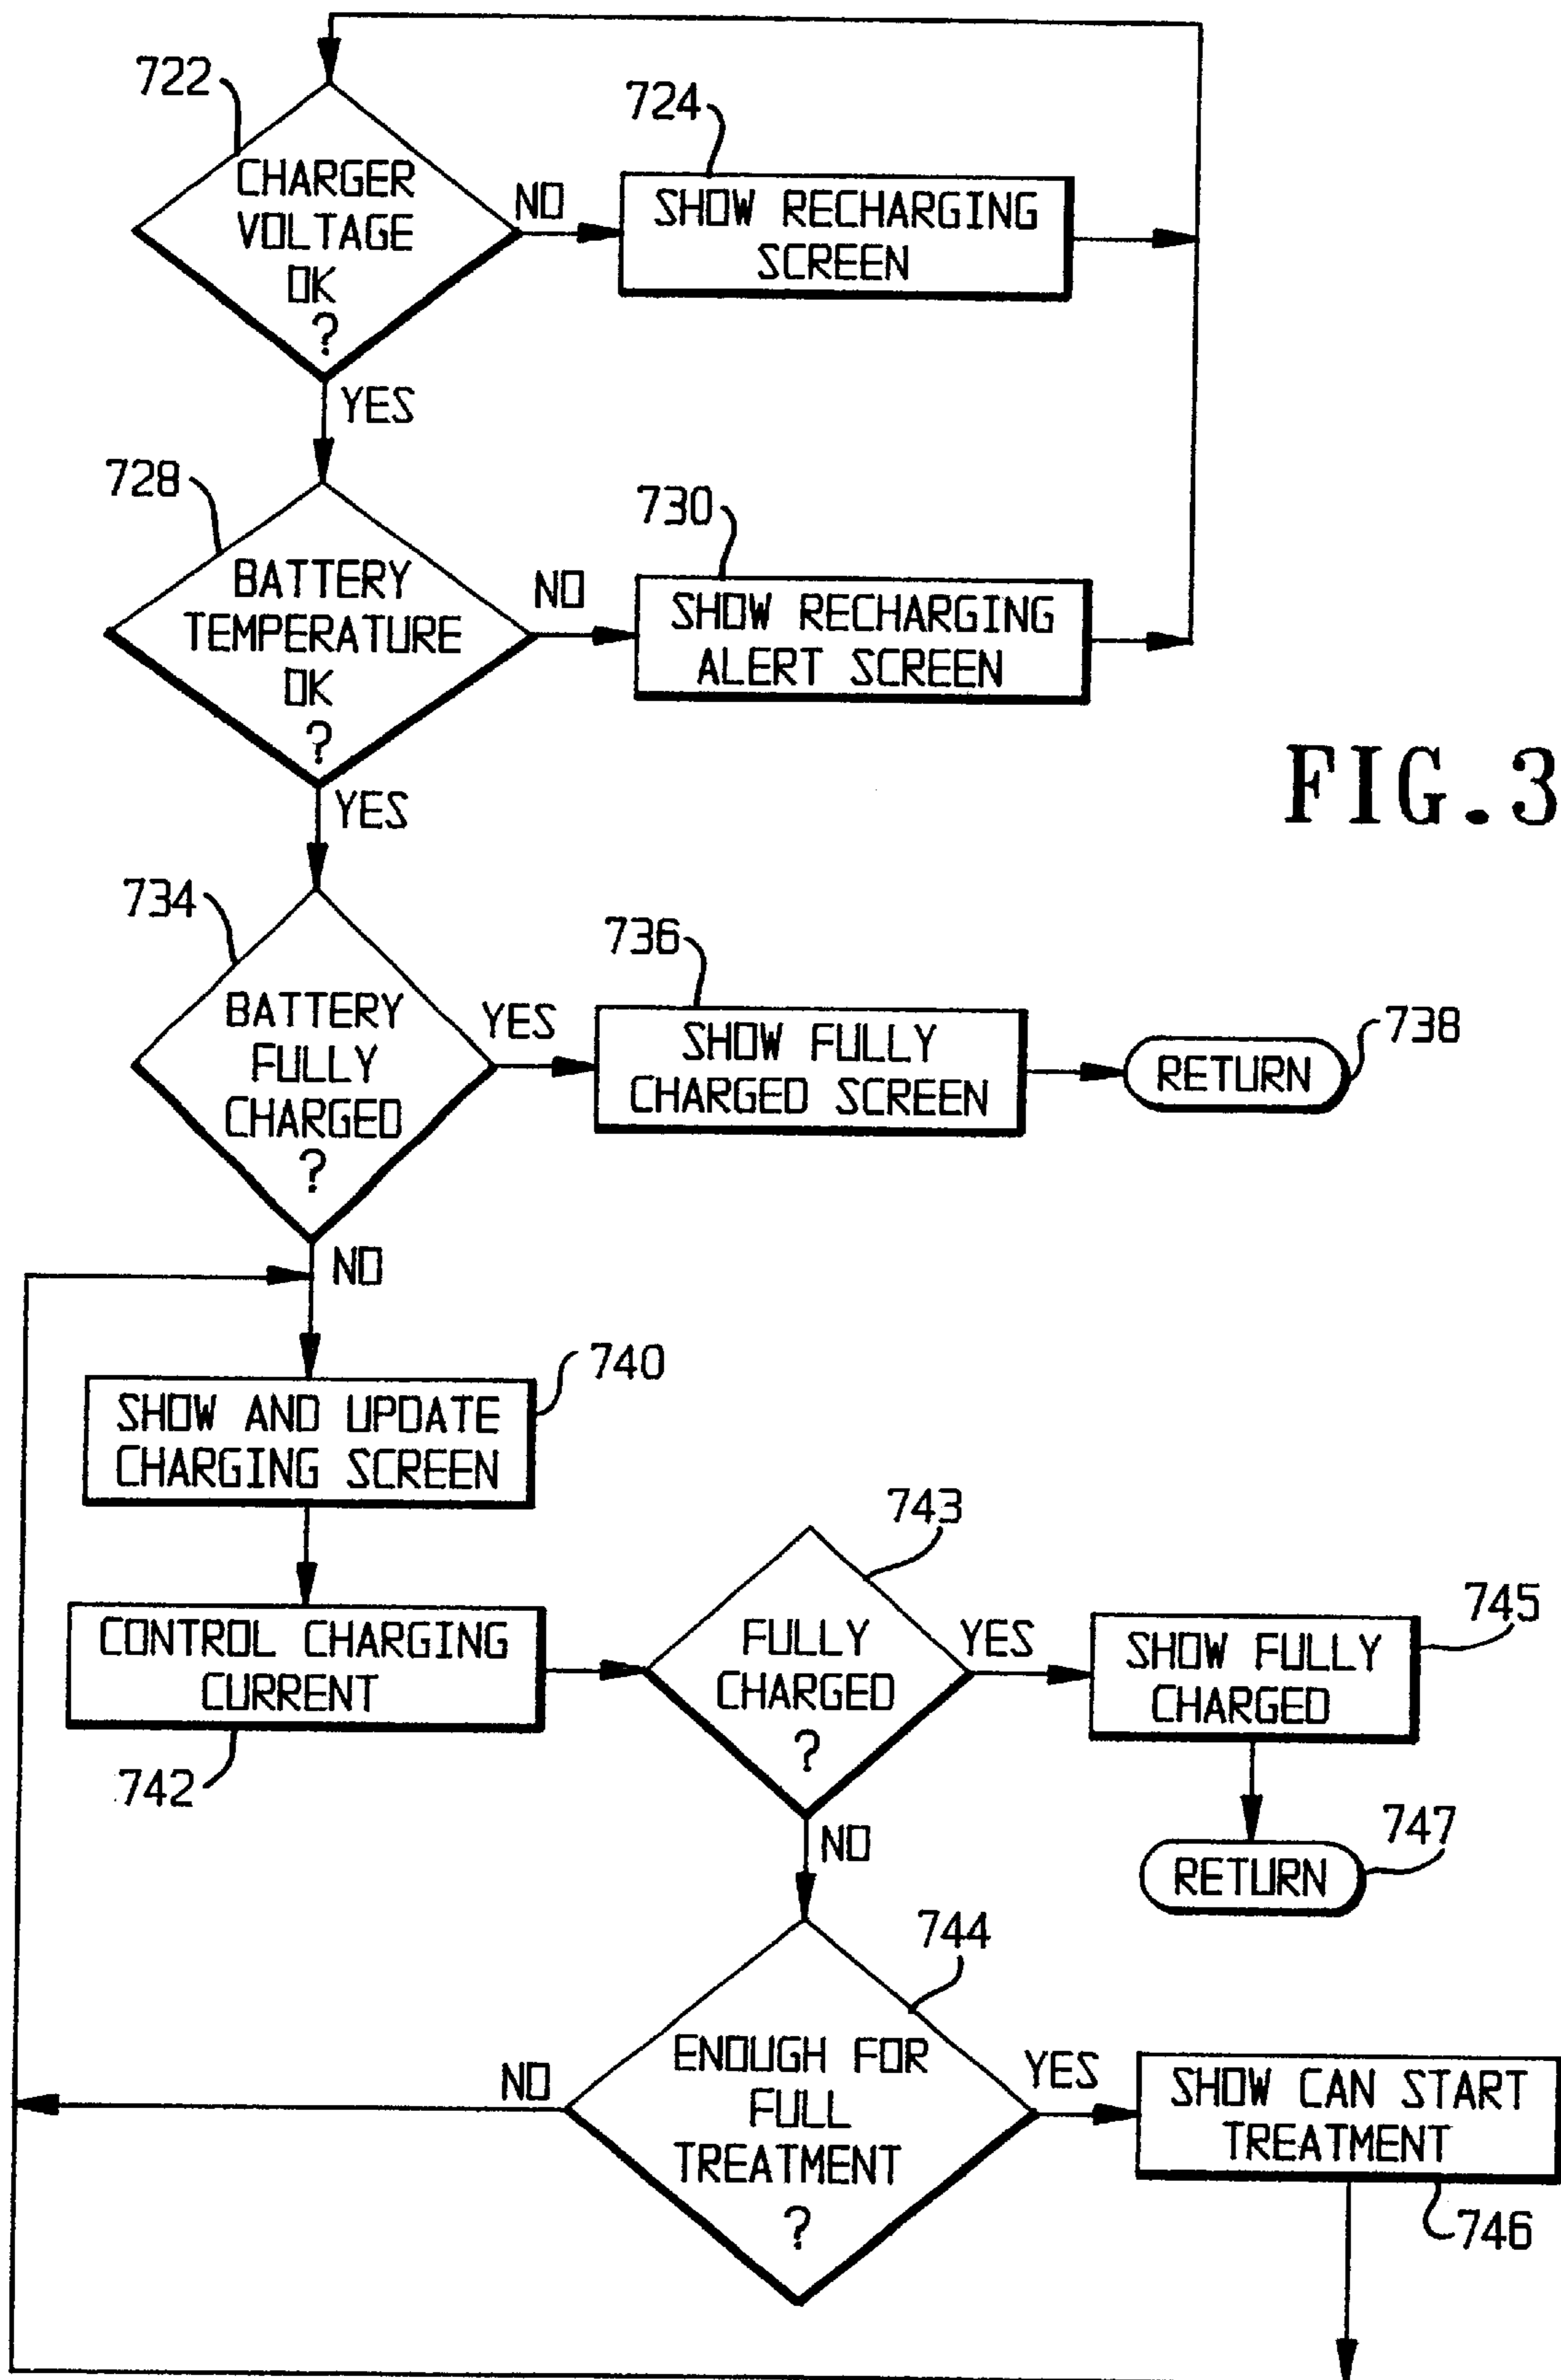 722
724
CHARGER
VOLTAGE
OK
?
NO
SHOW RECHARGING
SCREEN
YES
728
730
BATTERY
TEMPERATURE
OK
?
NO
SHOW RECHARGING
ALERT SCREEN
FIG.3
YES
734
736
BATTERY
FULLY
CHARGED
?
YES
SHOW FULLY
CHARGED SCREEN
RETURN
738
NO
740
SHOW AND UPDATE
CHARGING SCREEN
743
CONTROL CHARGING
CURRENT
742
FULLY
CHARGED
?
YES
745
SHOW FULLY
CHARGED
NO
747
RETURN
744
ENOUGH FOR
FULL
TREATMENT
?
NO
YES
SHOW CAN START
TREATMENT
746